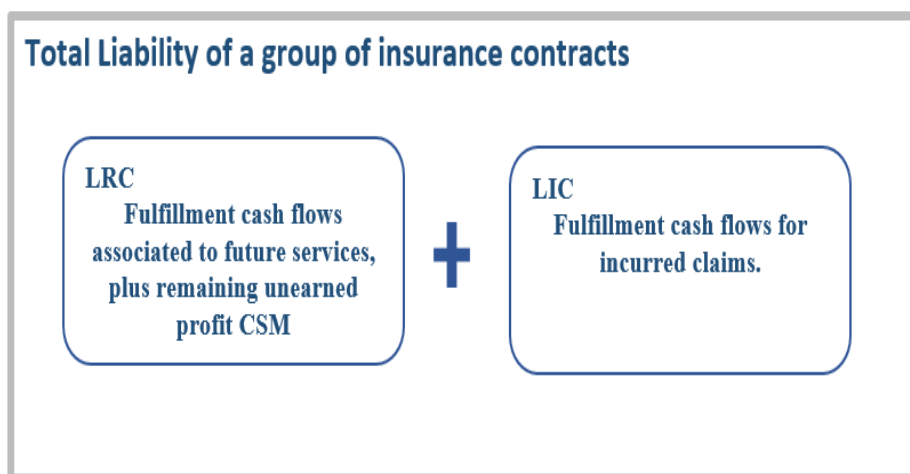 Total Liability of a group of insurance contracts
LRC
Fulfillment cash flows
associated to future services,
plus remaining unearned
profit CSM
+
LIC
Fulfillment cash flows for
incurred claims.